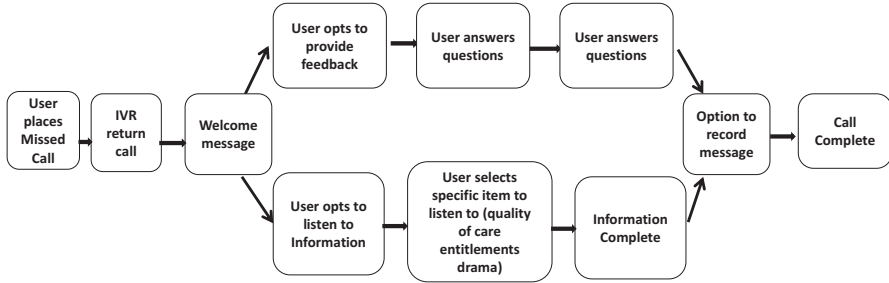 User
places
Missed
Call
IVR
return
call
Welcome
message
User opts to
provide
feedback
User answers
questions
User answers
questions
User opts to
listen to
Information
User selects
specific item to
listen to (quality
of care
entitlements
drama)
Information
Complete
Option to
record
message
Call
Complete